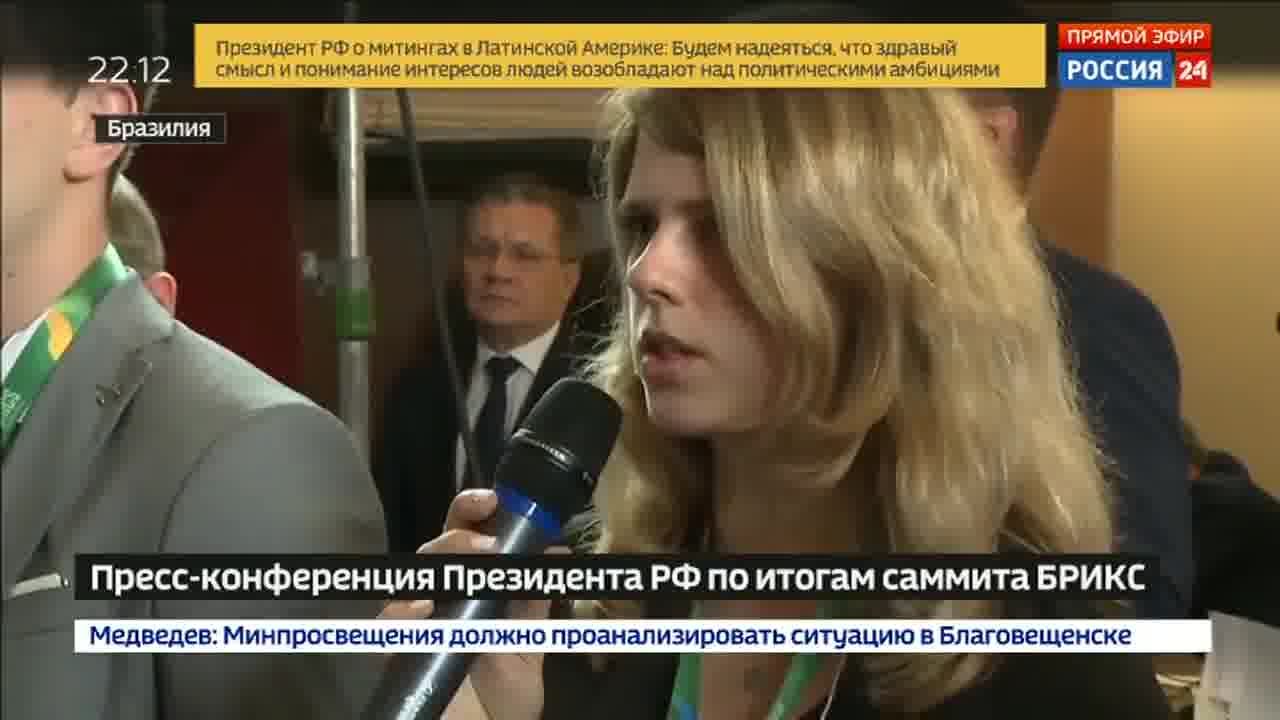 22:12
Президент РФ о митингах в Латинской Америке: Будем надеяться, что здравый
смысл и понимание интересов людей возобладают над политическими амбициями
ПРЯМОЙ ЭФИР
РОССИЯ 24
Бразилия
Пресс-конференция Президента РФ по итогам саммита БРИКС
Медведев: Минпросвещения должно проанализировать ситуацию в Благовещенске